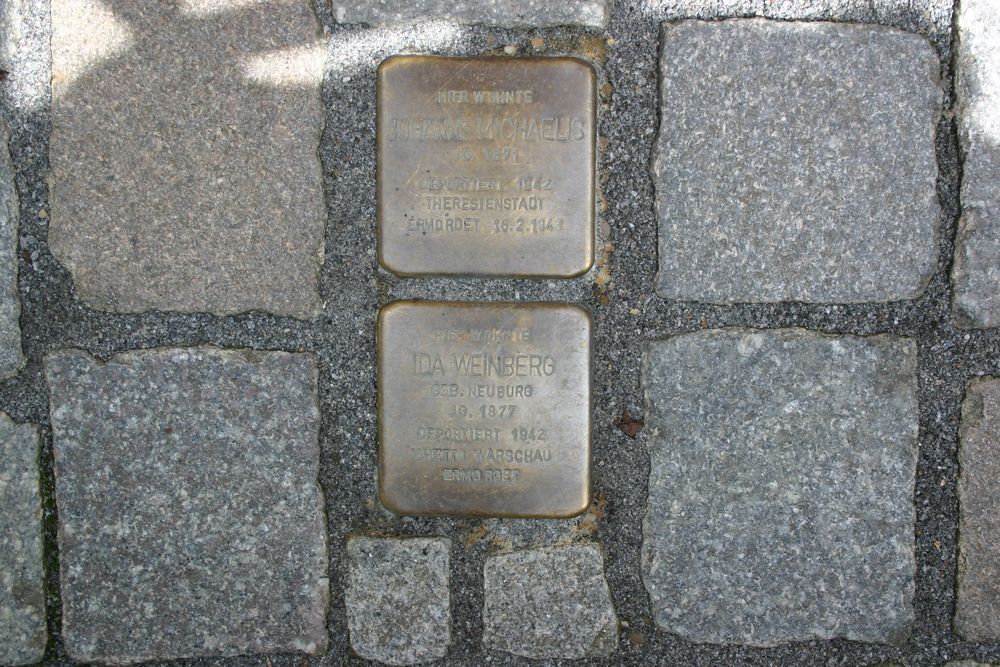 HIER WOHNTE
JOHANNE MICHAELIS
JG. 1871
DEPORTIERT 1942
THERESIENSTADT
ERMORDET 16.2.1943
HIER WOHNTE
IDA WEINBERG
GEB. NEUBURG
JG. 1877
DEPORTIERT 1942
GHETTO WARSCHAU
ERMORDET